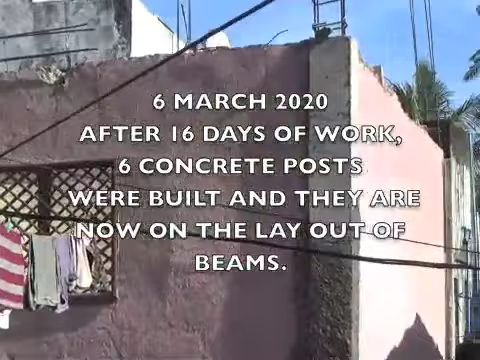 6 MARCH 2020
AFTER 16 DAYS OF WORK,
6 CONCRETE POSTS
WERE BUILT AND THEY ARE
NOW ON THE LAY OUT OF
BEAMS.